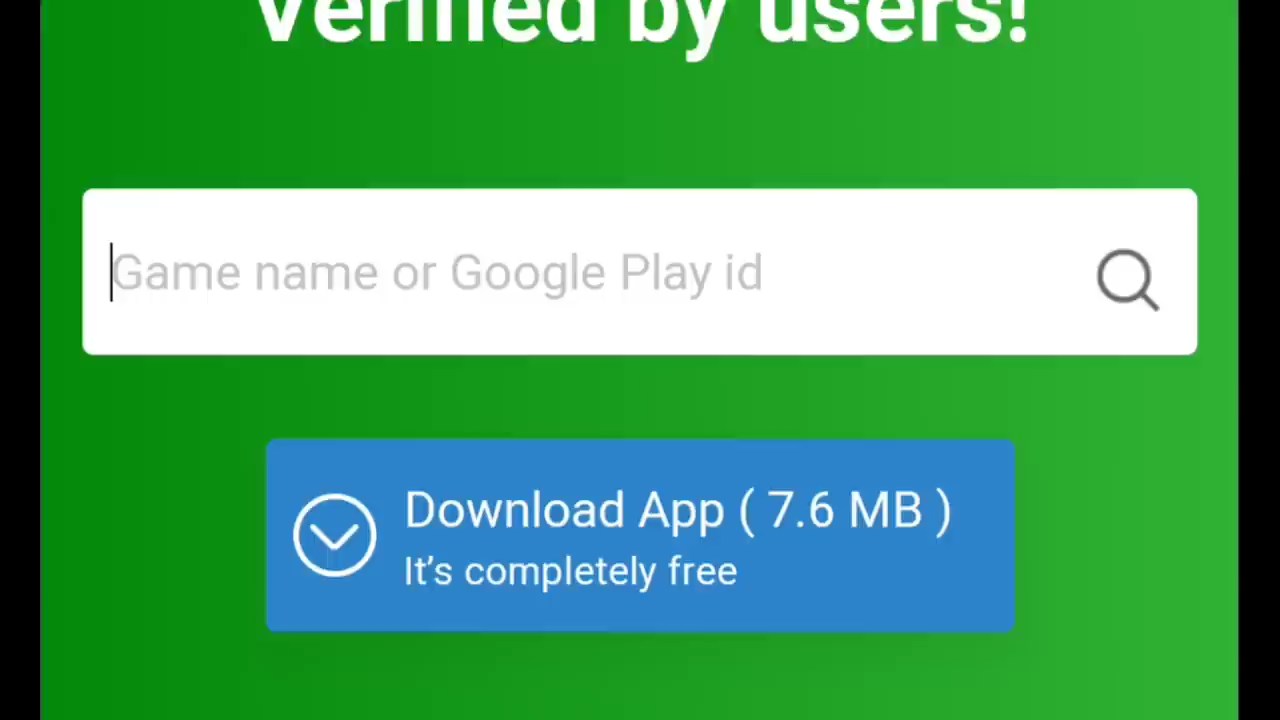 Verified by users!
Game name or Google Play id
Download App ( 7.6 MB )
It’s completely free